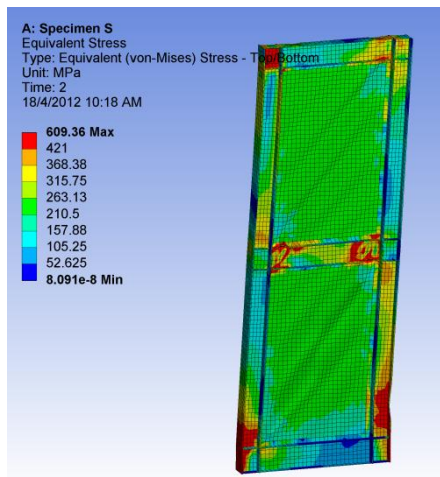 A: Specimen S
Equivalent Stress
Type: Equivalent (von-Mises) Stress - Top/Bottom
Unit: MPa
Time: 2
18/4/2012 10:18 AM
609.36 Max
421
368.38
315.75
263.13
210.5
157.88
105.25
52.625
8.091e-8 Min